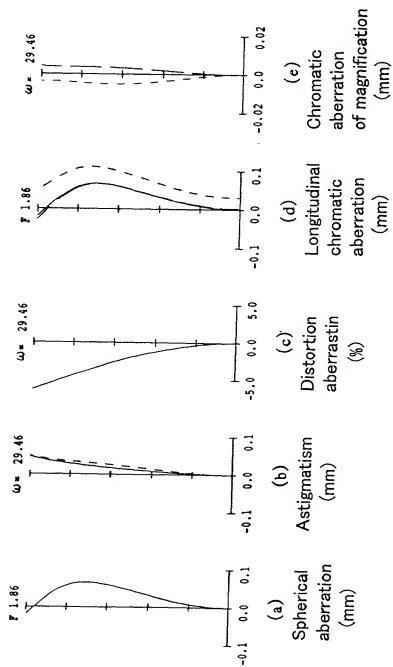 F 1.86
-0.1
0.0
0.1
(a)
Spherical
aberration
(mm)
ω= 29.46
-0.1
0.0
0.1
(b)
Astigmatism
(mm)
ω= 29.46
-5.0
0.0
5.0
(c)
Distortion
aberrastin
(%)
F 1.86
-0.1
0.0
0.1
(d)
Longitudinal
chromatic
aberration
(mm)
ω= 29.46
-0.02
0.0
0.02
(e)
Chromatic
aberration
of magnification
(mm)